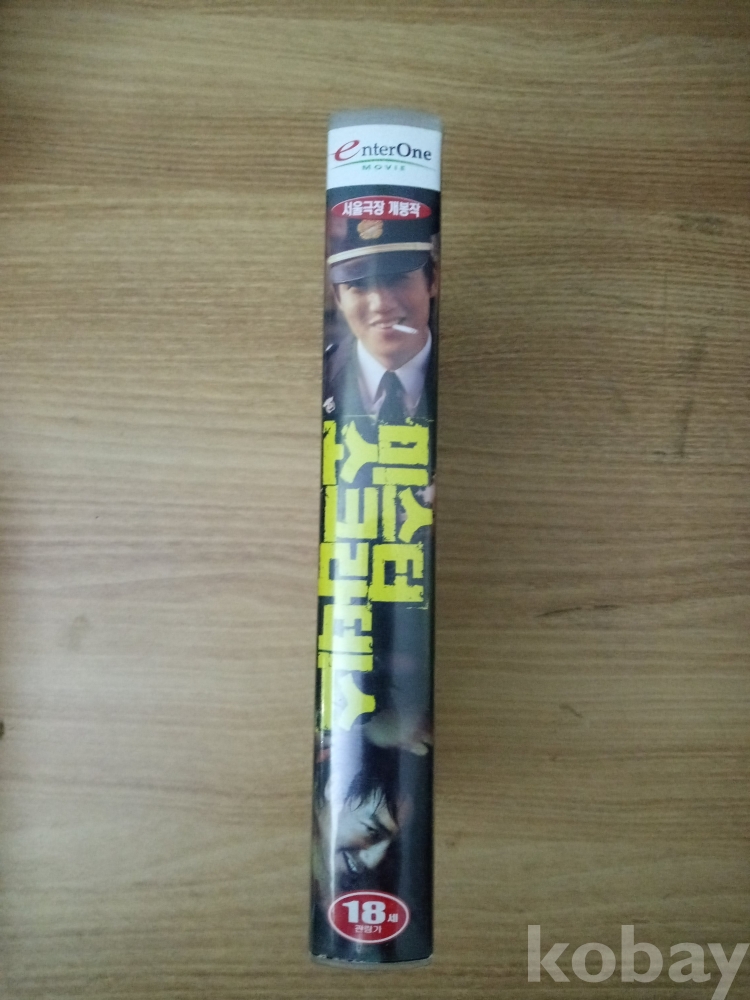 enterOne
MOVIE
서울극장 개봉작
미스터
소크라테스
18세
관람가
kobay